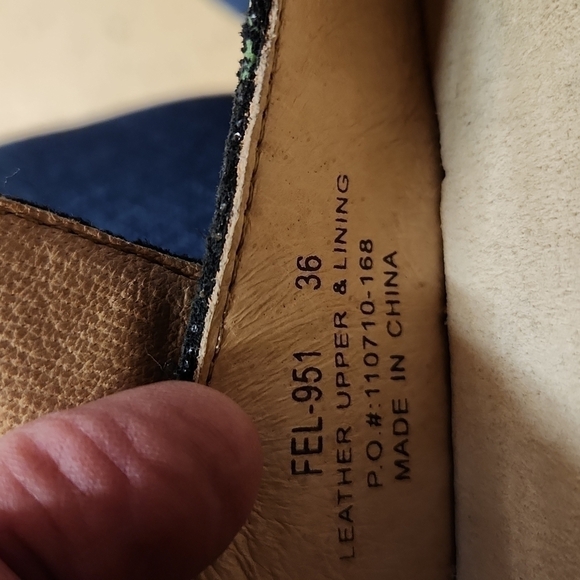 FEL-951 36
LEATHER UPPER & LINING
P.O.#:110710-168
MADE IN CHINA